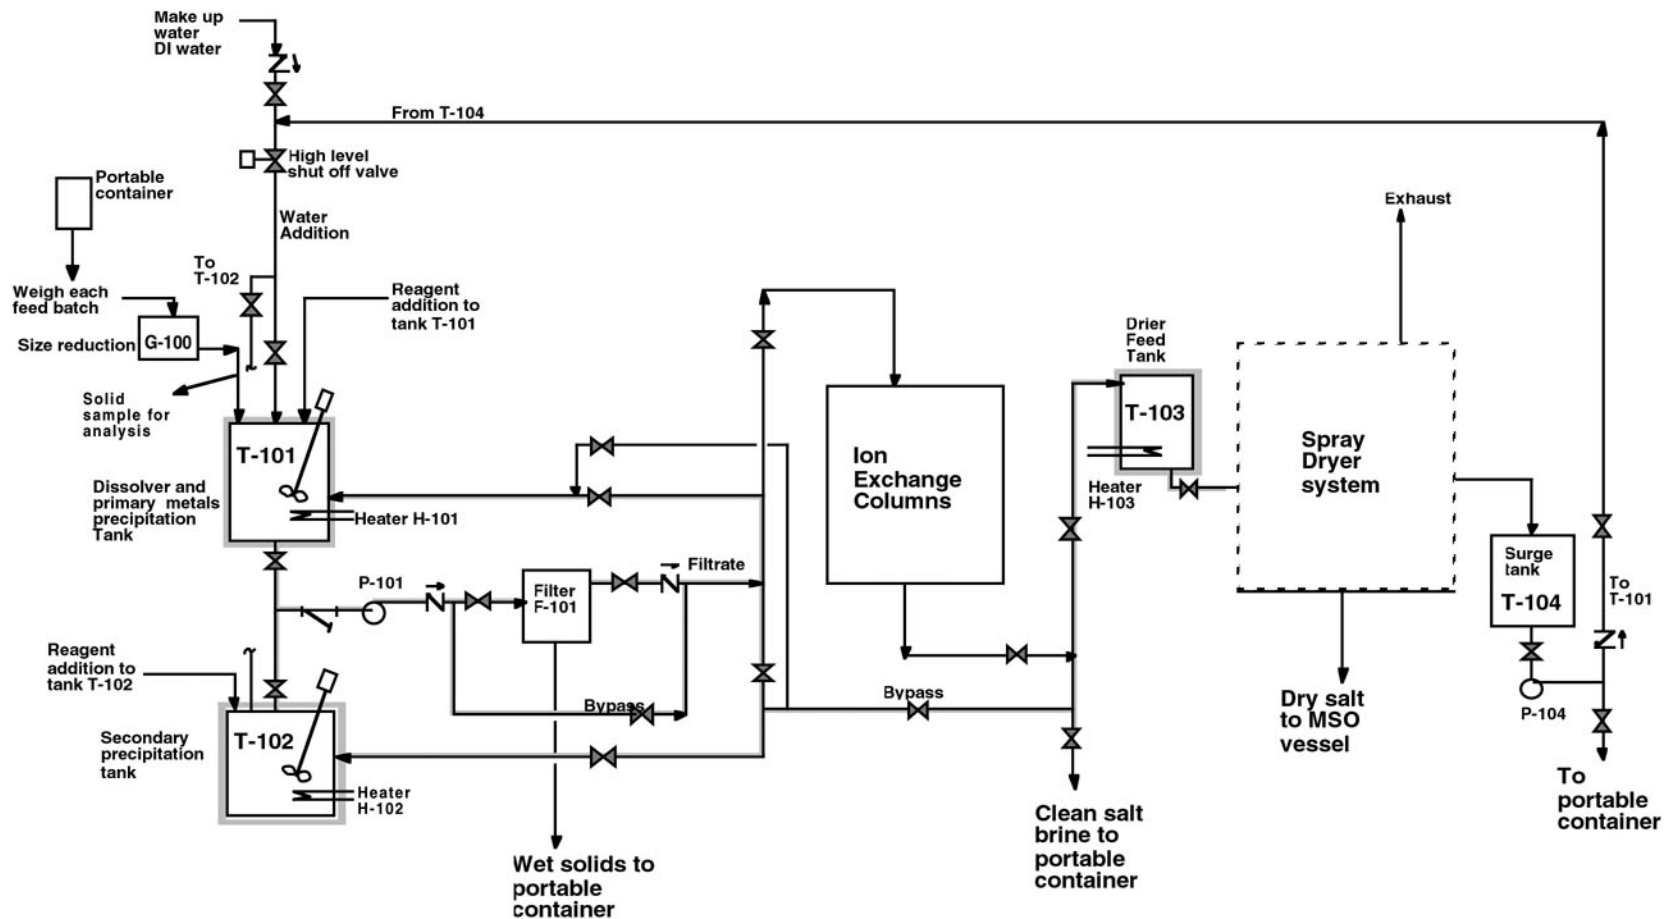 Make up
water
DI water
From T-104
High level
shut off valve
Portable
container
Water
Addition
Exhaust
To
T-102
Weigh each
feed batch
Reagent
addition to
tank T-101
Size reduction
G-100
Drier
Feed
Tank
Solid
sample for
analysis
T-101
T-103
Ion
Exchange
Columns
Spray
Dryer
system
Dissolver and
primary metals
precipitation
Tank
Heater H-101
Heater
H-103
Surge
tank
T-104
To
T-101
P-101
Filter
F-101
Filtrate
Reagent
addition to
tank T-102
Bypass
Bypass
P-104
Dry salt
to MSO
vessel
T-102
Secondary
precipitation
tank
Heater
H-102
To
portable
container
Clean salt
brine to
portable
container
Wet solids to
portable
container